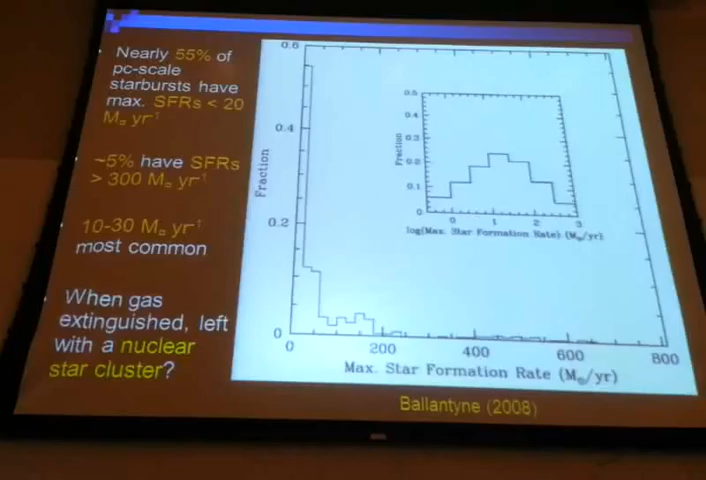 Nearly 55% of
pc-scale
starbursts have
max. SFRs < 20
M☉ yr⁻¹
~5% have SFRs
> 300 M☉ yr⁻¹
10-30 M☉ yr⁻¹
most common
When gas
extinguished, left
with a nuclear
star cluster?
0.6
0.4
0.2
0
Fraction
0 200 400 600 800
Max. Star Formation Rate (M☉/yr)
0.5
0.4
0.3
0.2
0.1
0
Fraction
0 1 2 3
log(Max. Star Formation Rate) (M☉/yr)
Ballantyne (2008)